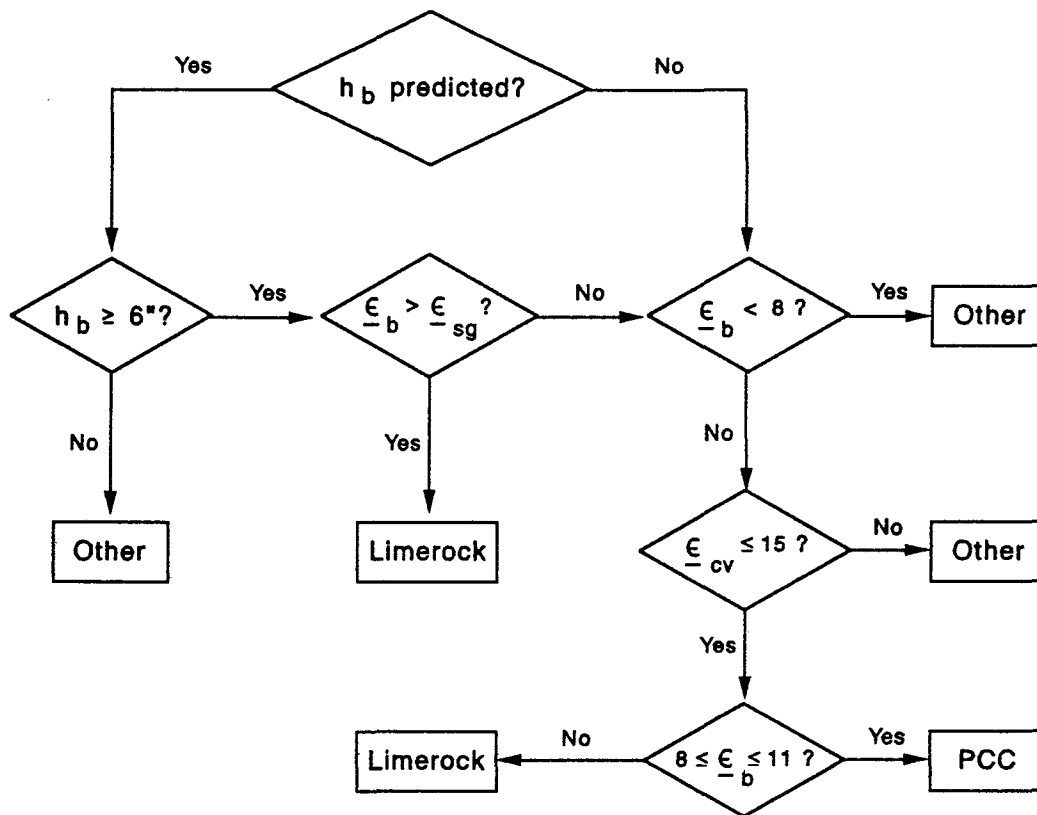 Yes
No
h b predicted?
h b ≥ 6"?
Yes
ϵ b > ϵ sg ?
No
ϵ b < 8 ?
Yes
Other
No
Yes
No
Other
Limerock
ϵ cv ≤ 15 ?
No
Other
Yes
Limerock
No
8 ≤ ϵ b ≤ 11 ?
Yes
PCC